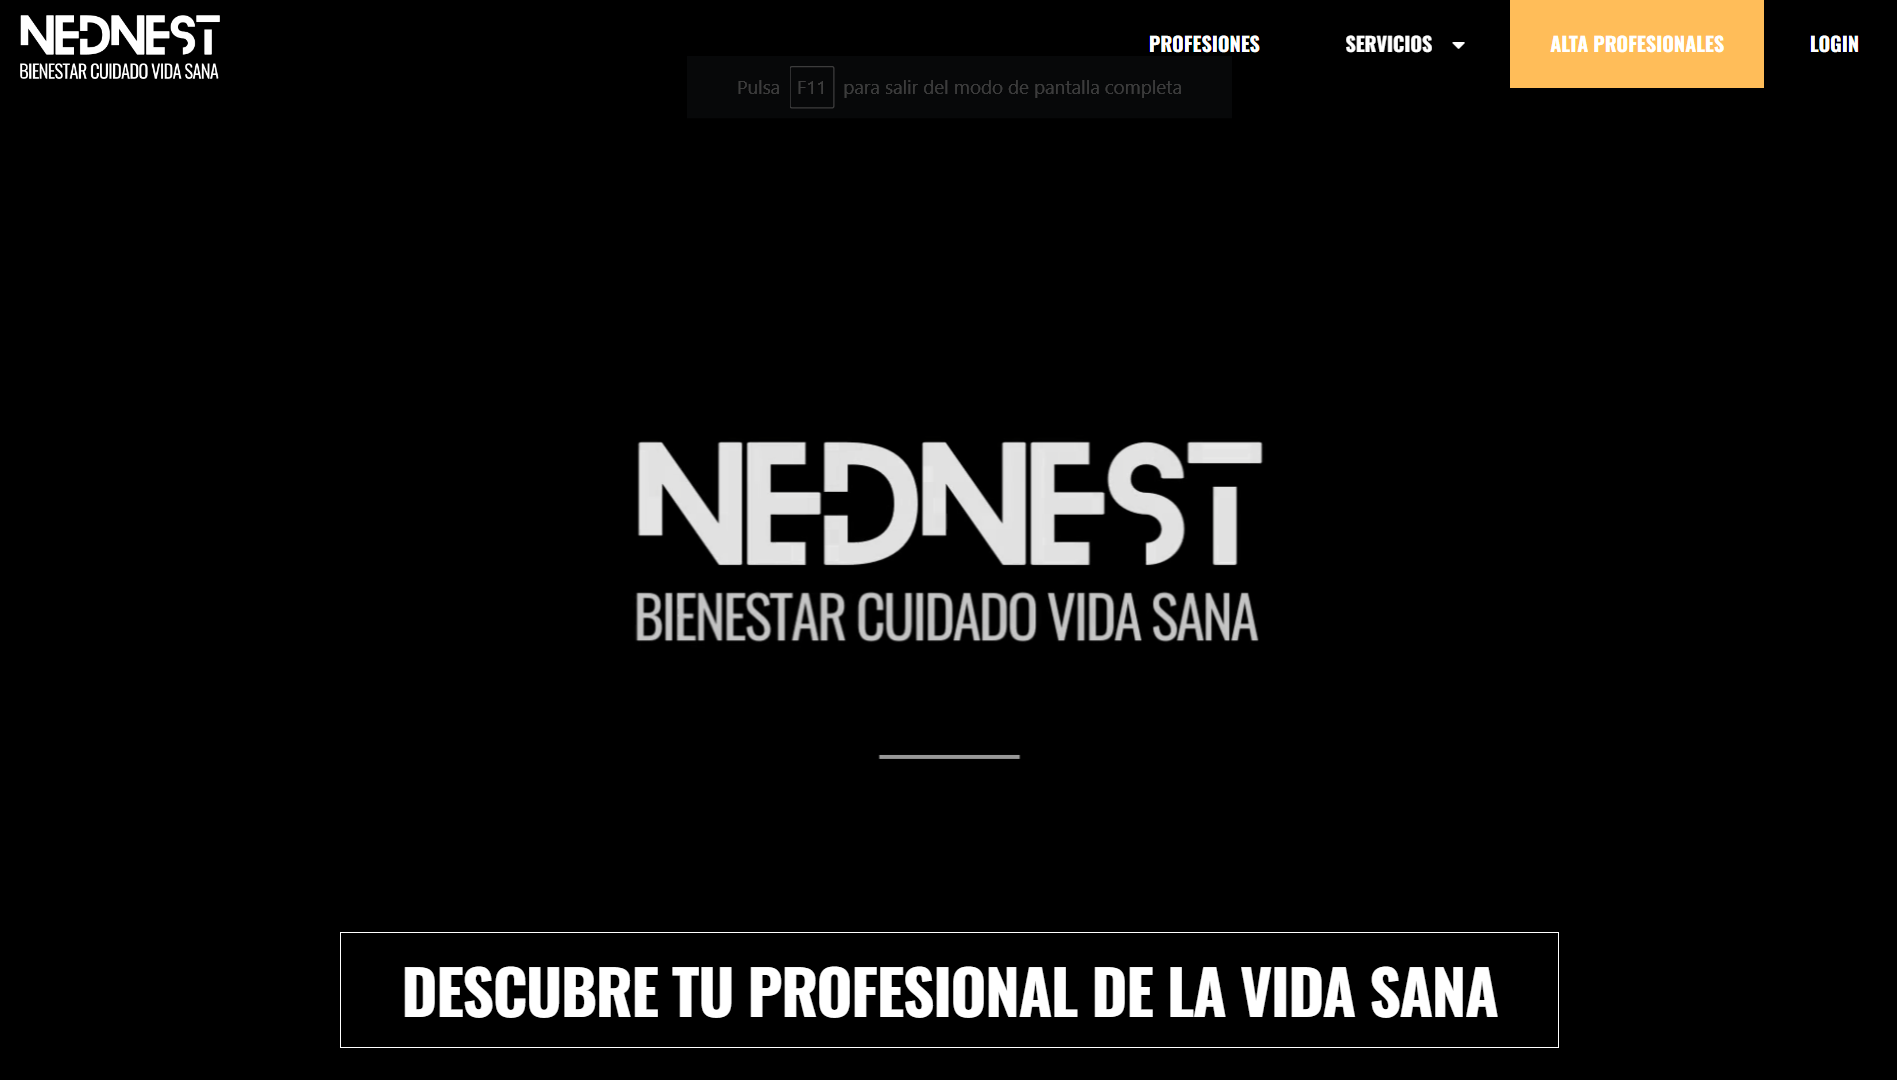 NEDNEST
BIENESTAR CUIDADO VIDA SANA
PROFESIONES
SERVICIOS
ALTA PROFESIONALES
LOGIN
Pulsa F11 para salir del modo de pantalla completa
NEDNEST
BIENESTAR CUIDADO VIDA SANA
DESCUBRE TU PROFESIONAL DE LA VIDA SANA